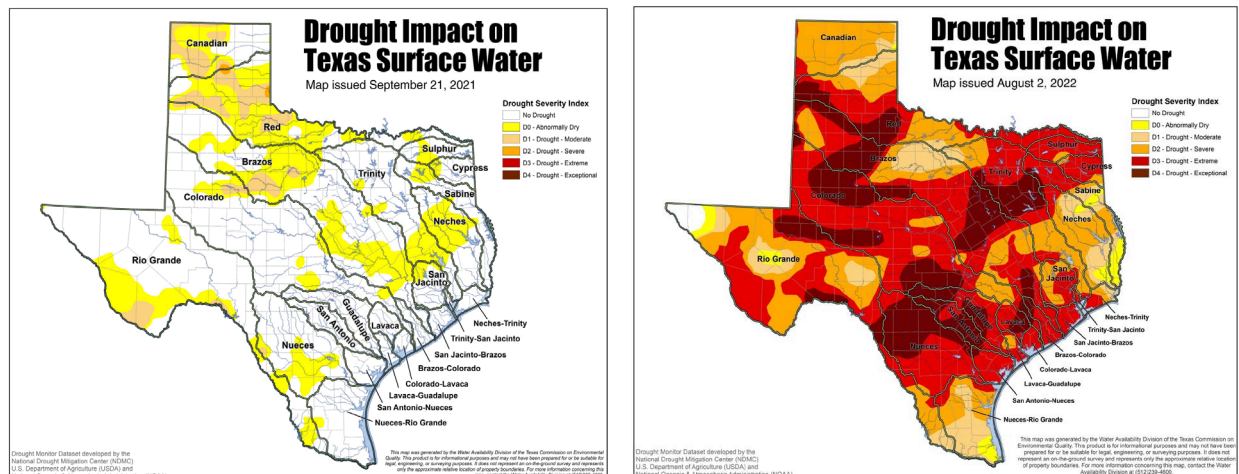 Drought Impact on
Texas Surface Water
Map issued September 21, 2021
Drought Severity Index
No Drought
D0 - Abnormally Dry
D1 - Drought - Moderate
D2 - Drought - Severe
D3 - Drought - Extreme
D4 - Drought - Exceptional
Canadian
Red
Sulphur
Brazos
Trinity
Cypress
Colorado
Sabine
Neches
Rio Grande
San
Jacinto
Guadalupe
San Antonio
Lavaca
Nueces
Neches-Trinity
Trinity-San Jacinto
San Jacinto-Brazos
Brazos-Colorado
Colorado-Lavaca
Lavaca-Guadalupe
San Antonio-Nueces
Nueces-Rio Grande
Drought Monitor Dataset developed by the
National Drought Mitigation Center (NDMC)
U.S. Department of Agriculture (USDA) and
This map was generated by the Water Availability Division of the Texas Commission on Environmental
Quality. This product is for informational purposes and may not have been prepared for or be suitable for
legal, engineering, or surveying purposes. It does not represent an on-the-ground survey and represents
only the approximate relative location of property boundaries. For more information concerning this
Drought Impact on
Texas Surface Water
Map issued August 2, 2022
Drought Severity Index
No Drought
D0 - Abnormally Dry
D1 - Drought - Moderate
D2 - Drought - Severe
D3 - Drought - Extreme
D4 - Drought - Exceptional
Canadian
Red
Sulphur
Brazos
Trinity
Cypress
Colorado
Sabine
Neches
Rio Grande
San
Jacinto
Guadalupe
San Antonio
Lavaca
Nueces
Neches-Trinity
Trinity-San Jacinto
San Jacinto-Brazos
Brazos-Colorado
Colorado-Lavaca
Lavaca-Guadalupe
San Antonio-Nueces
Nueces-Rio Grande
Drought Monitor Dataset developed by the
National Drought Mitigation Center (NDMC)
U.S. Department of Agriculture (USDA) and
This map was generated by the Water Availability Division of the Texas Commission on
Environmental Quality. This product is for informational purposes and may not have been
prepared for or be suitable for legal, engineering, or surveying purposes. It does not
represent an on-the-ground survey and represents only the approximate relative location
of property boundaries. For more information concerning this map, contact the Water
Availability Division at (512)239-4600.